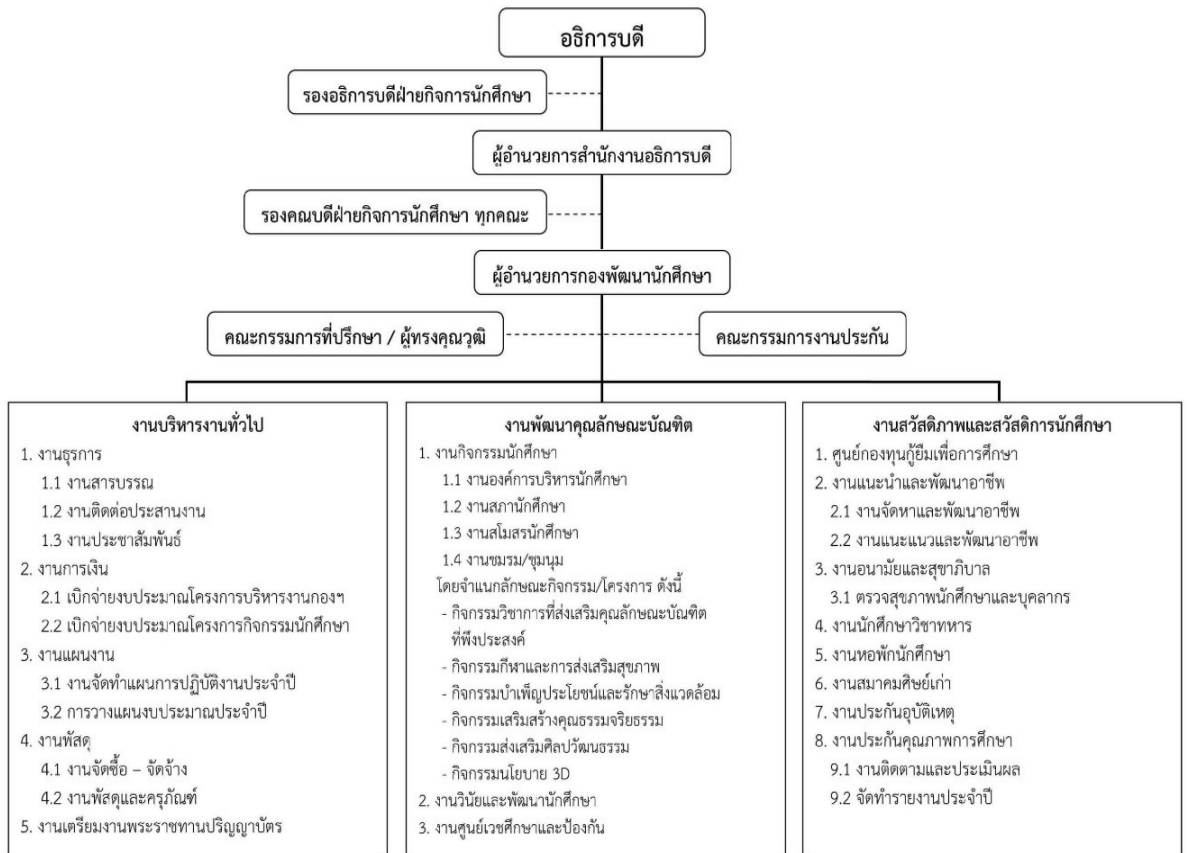 อธิการบดี
รองอธิการบดีฝ่ายกิจการนักศึกษา
ผู้อำนวยการสำนักงานอธิการบดี
รองคณบดีฝ่ายกิจการนักศึกษา ทุกคณะ
ผู้อำนวยการกองพัฒนานักศึกษา
คณะกรรมการที่ปรึกษา / ผู้ทรงคุณวุฒิ
คณะกรรมการงานประกัน
งานบริหารงานทั่วไป
1. งานธุรการ
1.1 งานสารบรรณ
1.2 งานติดต่อประสานงาน
1.3 งานประชาสัมพันธ์
2. งานการเงิน
2.1 เบิกจ่ายงบประมาณโครงการบริหารงานกองฯ
2.2 เบิกจ่ายงบประมาณโครงการกิจกรรมนักศึกษา
3. งานแผนงาน
3.1 งานจัดทำแผนการปฏิบัติงานประจำปี
3.2 การวางแผนงบประมาณประจำปี
4. งานพัสดุ
4.1 งานจัดซื้อ – จัดจ้าง
4.2 งานพัสดุและครุภัณฑ์
5. งานเตรียมงานพระราชทานปริญญาบัตร
งานพัฒนาคุณลักษณะบัณฑิต
1. งานกิจกรรมนักศึกษา
1.1 งานองค์การบริหารนักศึกษา
1.2 งานสภานักศึกษา
1.3 งานสโมสรนักศึกษา
1.4 งานชมรม/ชุมนุม
โดยจำแนกลักษณะกิจกรรม/โครงการ ดังนี้
- กิจกรรมวิชาการที่ส่งเสริมคุณลักษณะบัณฑิต
ที่พึงประสงค์
- กิจกรรมกีฬาและการส่งเสริมสุขภาพ
- กิจกรรมบำเพ็ญประโยชน์และรักษาสิ่งแวดล้อม
- กิจกรรมเสริมสร้างคุณธรรมจริยธรรม
- กิจกรรมส่งเสริมศิลปวัฒนธรรม
- กิจกรรมนโยบาย 3D
2. งานวินัยและพัฒนานักศึกษา
3. งานศูนย์เวชศึกษาและป้องกัน
งานสวัสดิภาพและสวัสดิการนักศึกษา
1. ศูนย์กองทุนกู้ยืมเพื่อการศึกษา
2. งานแนะนำและพัฒนาอาชีพ
2.1 งานจัดหาและพัฒนาอาชีพ
2.2 งานแนะแนวและพัฒนาอาชีพ
3. งานอนามัยและสุขาภิบาล
3.1 ตรวจสุขภาพนักศึกษาและบุคลากร
4. งานนักศึกษาวิชาทหาร
5. งานหอพักนักศึกษา
6. งานสมาคมศิษย์เก่า
7. งานประกันอุบัติเหตุ
8. งานประกันคุณภาพการศึกษา
9.1 งานติดตามและประเมินผล
9.2 จัดทำรายงานประจำปี